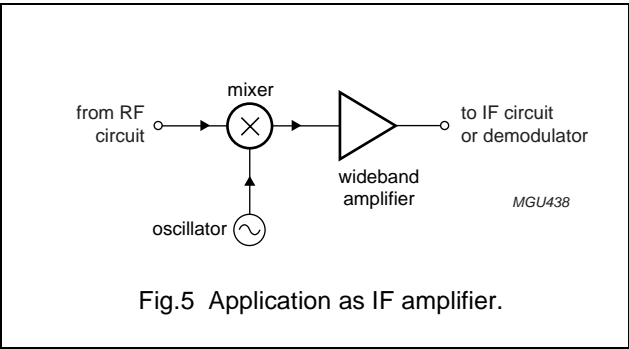 mixer
from RF
circuit
to IF circuit
or demodulator
wideband
amplifier
MGU438
oscillator
Fig.5 Application as IF amplifier.